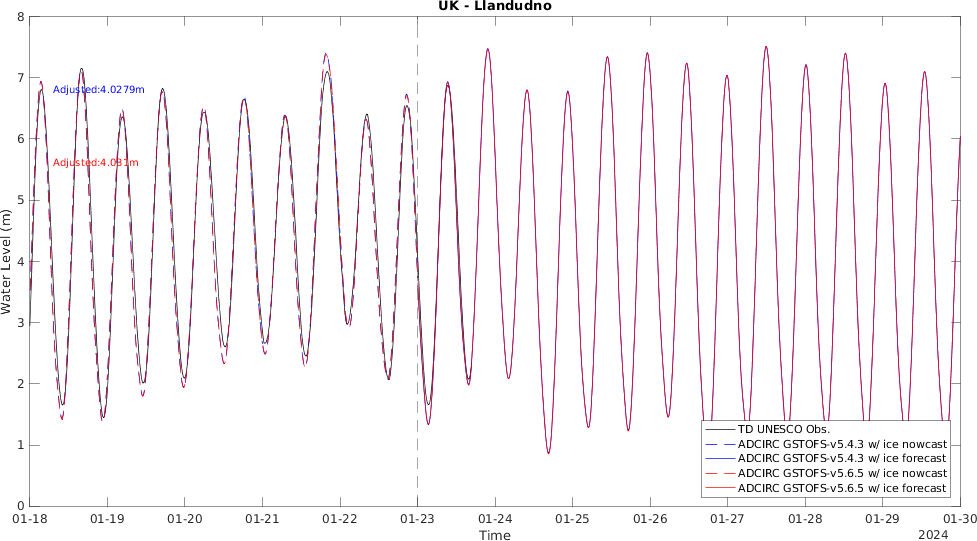 UK - Llandudno
8
7
6
5
4
3
2
1
0
Water Level (m)
Adjusted:4.0279m
Adjusted:4.031m
TD UNESCO Obs.
ADCIRC GSTOFS-v5.4.3 w/ ice nowcast
ADCIRC GSTOFS-v5.4.3 w/ ice forecast
ADCIRC GSTOFS-v5.6.5 w/ ice nowcast
ADCIRC GSTOFS-v5.6.5 w/ ice forecast
01-18 01-19 01-20 01-21 01-22 01-23 01-24 01-25 01-26 01-27 01-28 01-29 01-30
Time
2024